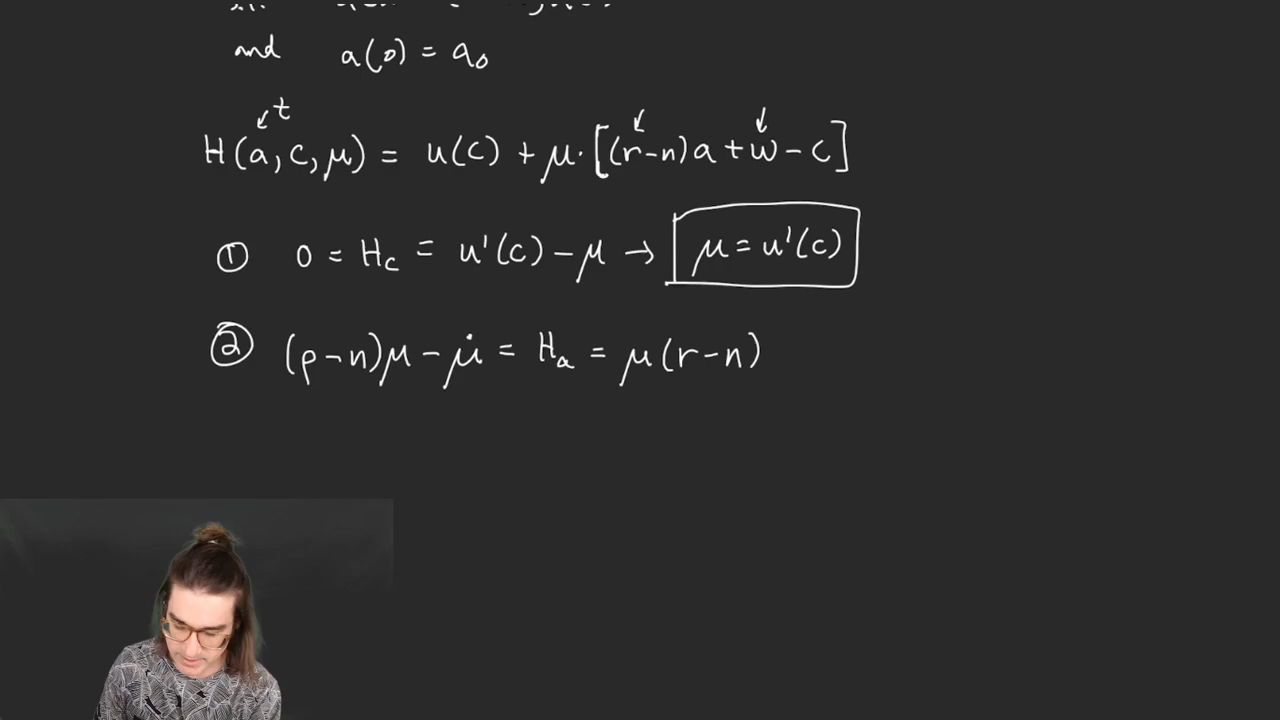 and a(0) = a₀
↙t ↙ ↓
H(a, c, μ) = u(c) + μ·[(r-n)a + w - c]
① 0 = H_c = u'(c) - μ → μ = u'(c)
② (ρ-n)μ - μ̇ = H_a = μ(r-n)